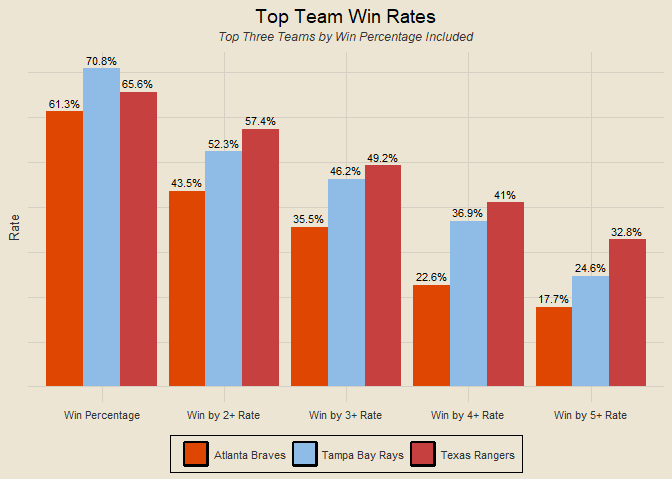 Top Team Win Rates
Top Three Teams by Win Percentage Included
Rate
61.3% 70.8% 65.6%
43.5% 52.3% 57.4%
35.5% 46.2% 49.2%
22.6% 36.9% 41%
17.7% 24.6% 32.8%
Win Percentage Win by 2+ Rate Win by 3+ Rate Win by 4+ Rate Win by 5+ Rate
Atlanta Braves Tampa Bay Rays Texas Rangers